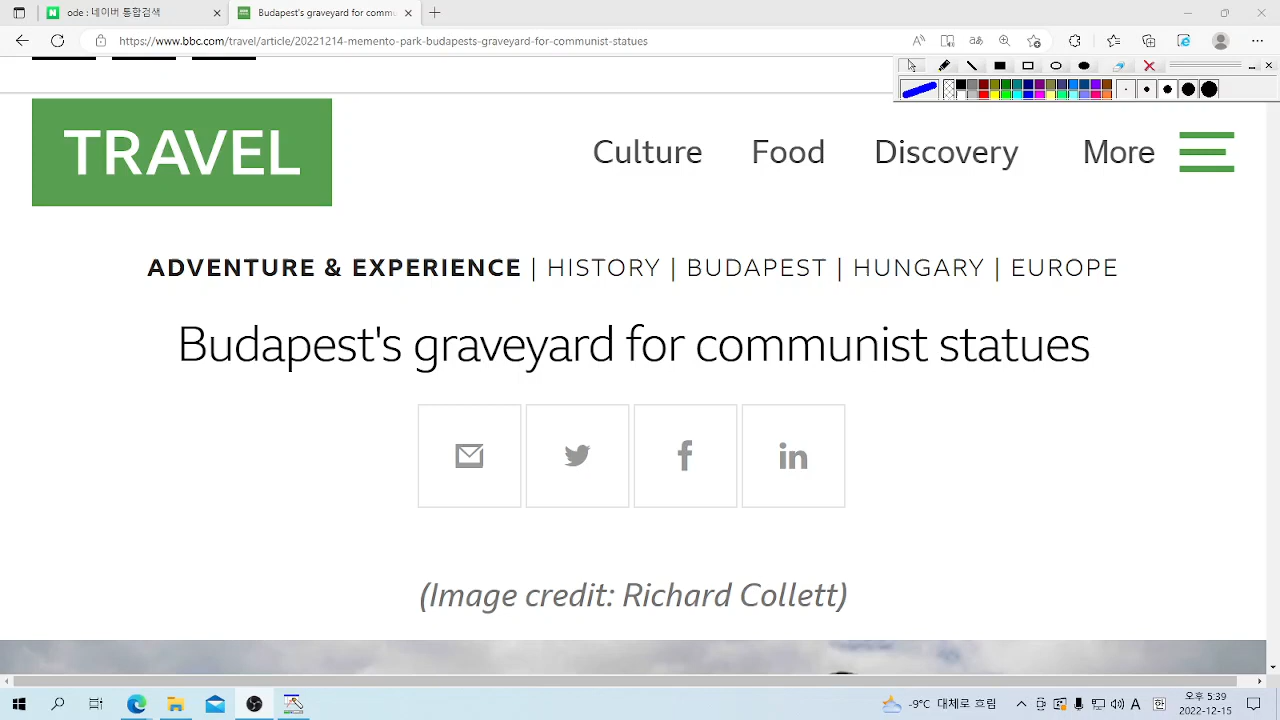 ode : 네이버 통합검색
Budapest's graveyard for comm
https://www.bbc.com/travel/article/20221214-memento-park-budapests-graveyard-for-communist-statues
TRAVEL
Culture Food Discovery More
ADVENTURE & EXPERIENCE | HISTORY | BUDAPEST | HUNGARY | EUROPE
Budapest's graveyard for communist statues
(Image credit: Richard Collett)
-9°C 대체로 흐림
A
오후 5:39
2022-12-15